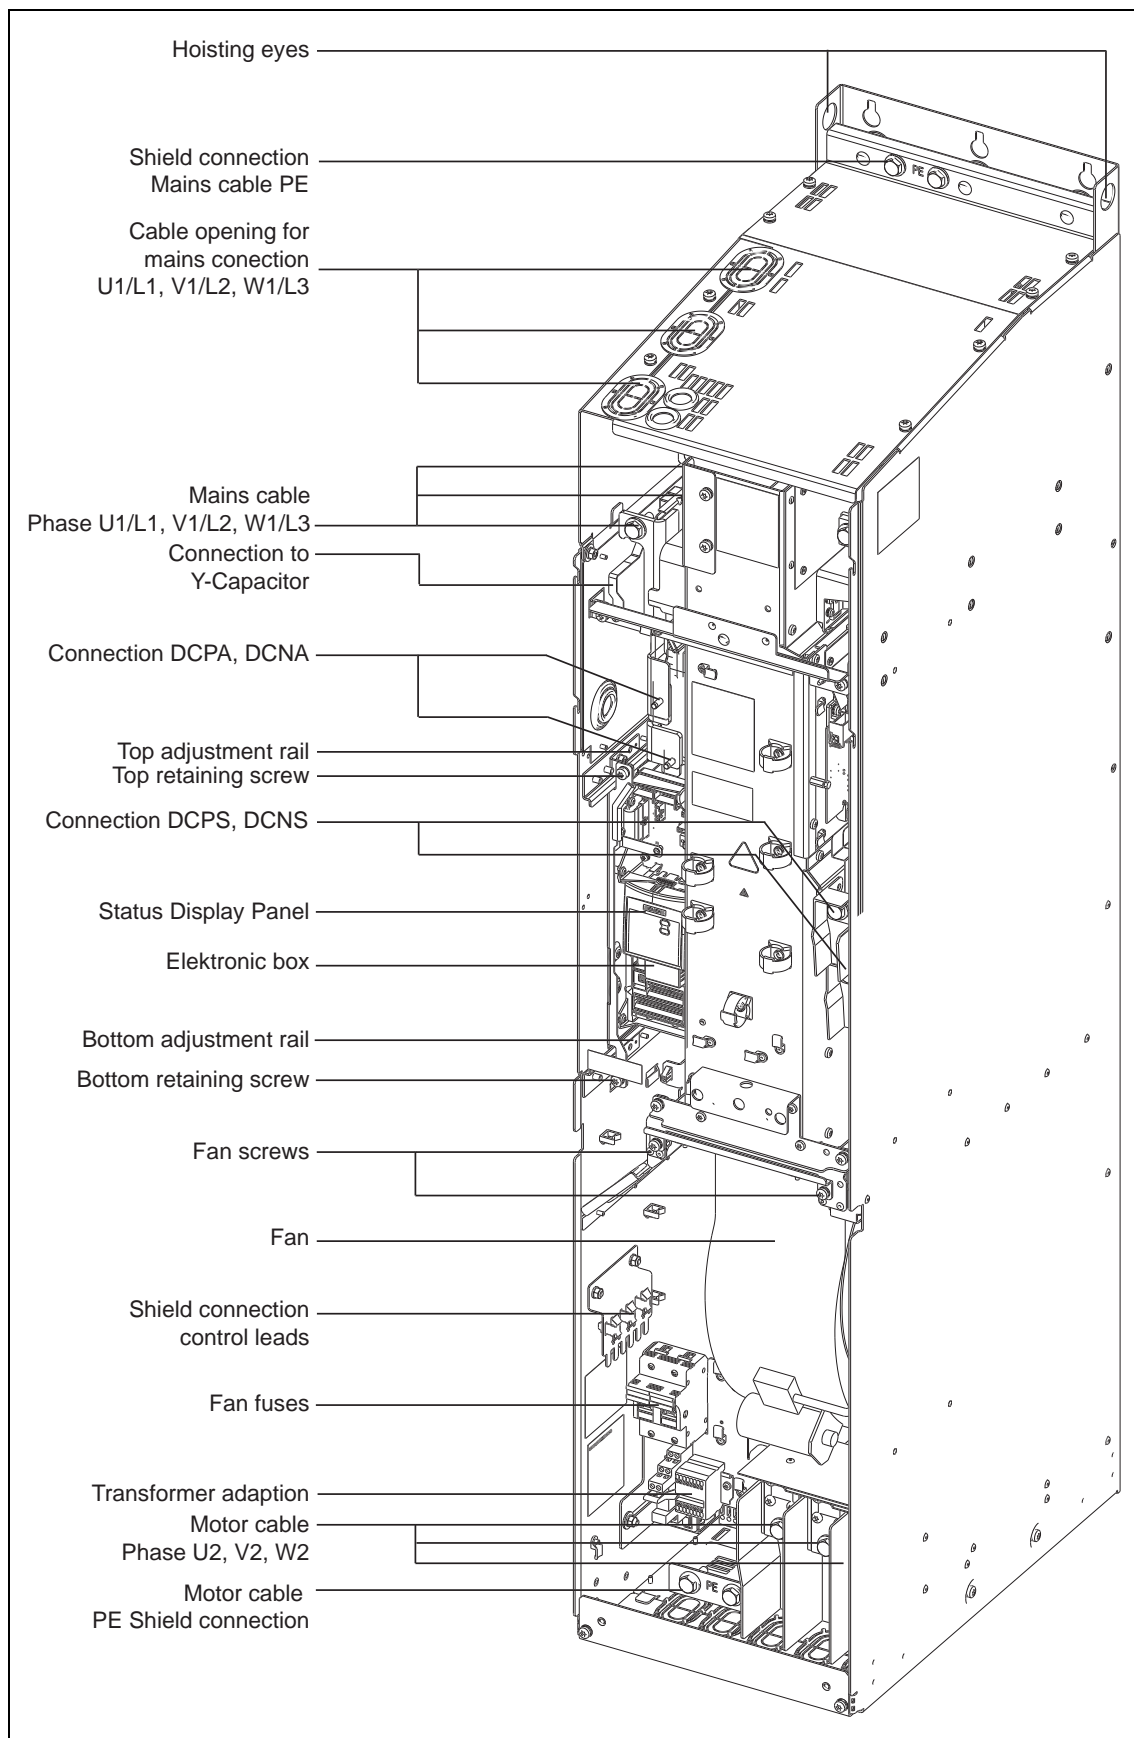 Hoisting eyes
Shield connection
Mains cable PE
PE
Cable opening for
mains conection
U1/L1, V1/L2, W1/L3
Mains cable
Phase U1/L1, V1/L2, W1/L3
Connection to
Y-Capacitor
Connection DCPA, DCNA
Top adjustment rail
Top retaining screw
Connection DCPS, DCNS
Status Display Panel
Elektronic box
Bottom adjustment rail
Bottom retaining screw
Fan screws
Fan
Shield connection
control leads
Fan fuses
Transformer adaption
Motor cable
Phase U2, V2, W2
Motor cable
PE Shield connection
PE